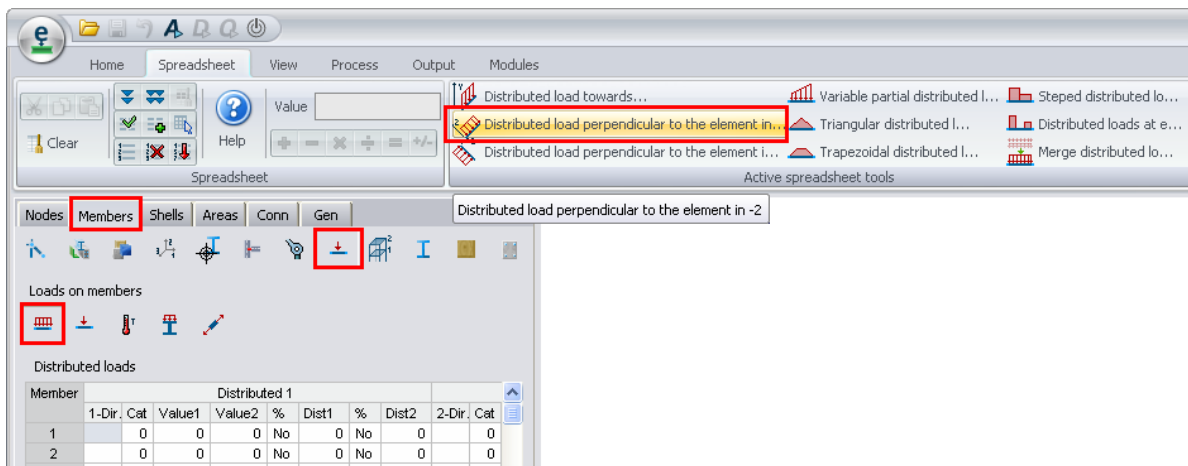 Home Spreadsheet View Process Output Modules
Clear
Help
Value
+/-
Spreadsheet
Distributed load towards...
Distributed load perpendicular to the element in...
Distributed load perpendicular to the element i...
Variable partial distributed l...
Triangular distributed l...
Trapezoidal distributed l...
Steped distributed lo...
Distributed loads at e...
Merge distributed lo...
Active spreadsheet tools
Distributed load perpendicular to the element in -2
Nodes Members Shells Areas Conn Gen
Loads on members
Distributed loads
Member Distributed 1
1-Dir. Cat Value1 Value2 % Dist1 % Dist2 2-Dir. Cat
1 0 0 0 No 0 No 0 0
2 0 0 0 No 0 No 0 0